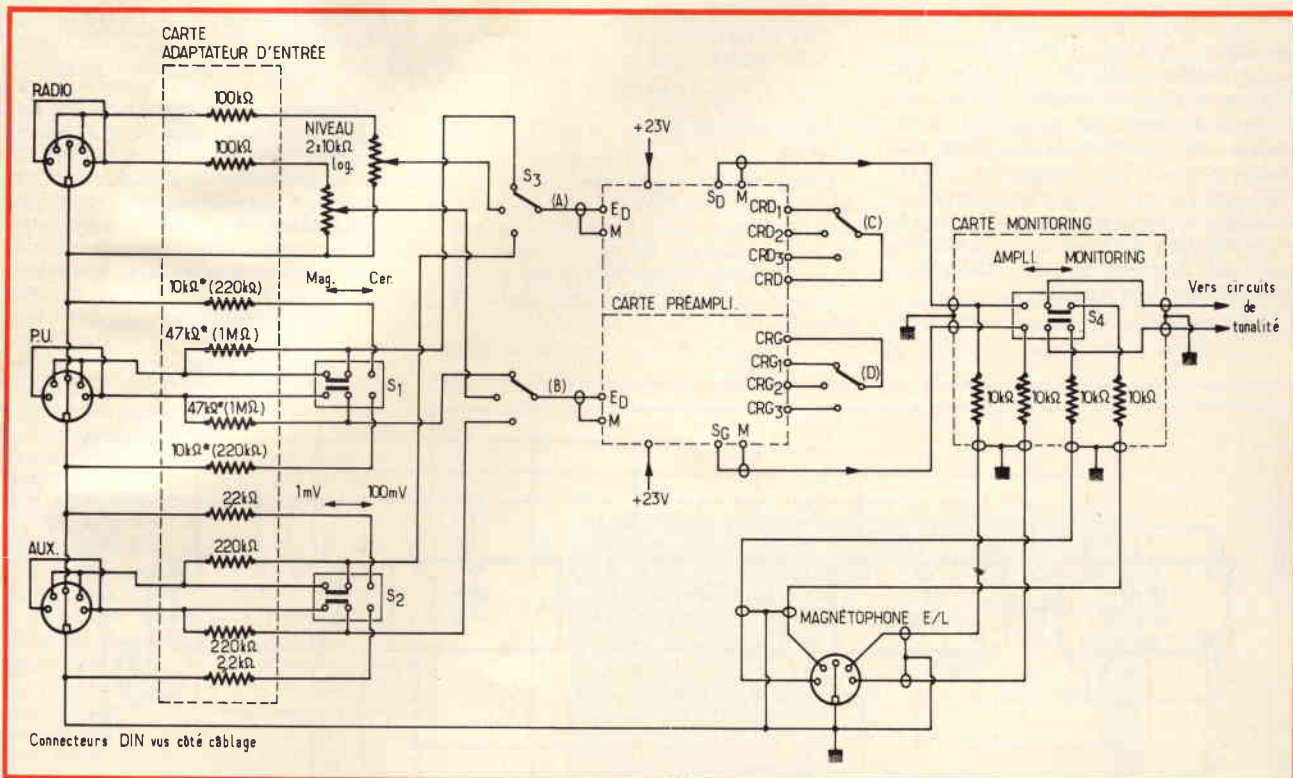 CARTE
ADAPTATEUR D'ENTRÉE
RADIO
100kΩ
100kΩ
NIVEAU
2x10kΩ
log.
S3
(A)
+23V
SD M
ED
M
CRD1
CRD2
CRD3
CRD
(C)
CARTE PRÉAMPLI.
CARTE MONITORING
AMPLI. MONITORING
S4
Vers circuits
de
tonalité
10kΩ* (220kΩ)
Mag. Cer.
47kΩ* (1MΩ)
P.U.
S1
47kΩ* (1MΩ)
10kΩ* (220kΩ)
(B)
ED
M
CRG
CRG1
CRG2
CRG3
(D)
SG M
+23V
10kΩ 10kΩ 10kΩ 10kΩ
1mV 100mV
2,2kΩ
AUX.
220kΩ
S2
220kΩ
2,2kΩ
MAGNÉTOPHONE E/L
Connecteurs DIN vus côté câblage